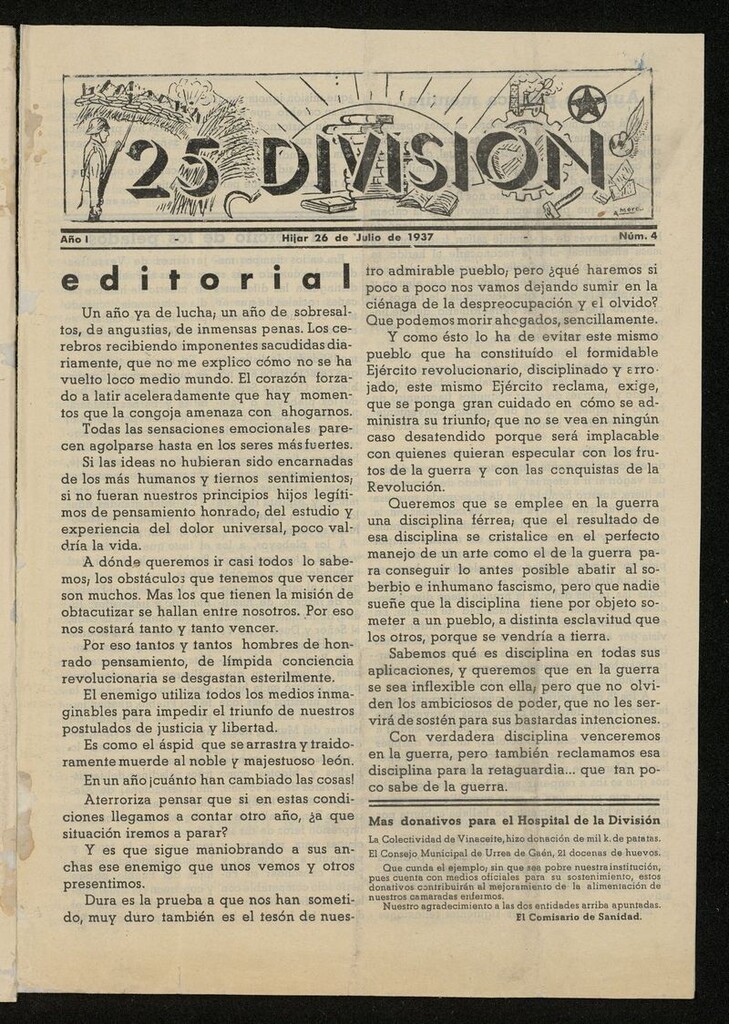 25 DIVISION
Año I - Hijar 26 de Julio de 1937 - Núm. 4
editorial
Un año ya de lucha; un año de sobresal-
tos, de angustias, de inmensas penas. Los ce-
rebros recibiendo imponentes sacudidas dia-
riamente, que no me explico cómo no se ha
vuelto loco medio mundo. El corazón forza-
do a latir aceleradamente que hay momen-
tos que la congoja amenaza con ahogarnos.
Todas las sensaciones emocionales pare-
cen agolparse hasta en los seres más fuertes.
Si las ideas no hubieran sido encarnadas
de los más humanos y tiernos sentimientos;
si no fueran nuestros principios hijos legíti-
mos de pensamiento honrado; del estudio y
experiencia del dolor universal, poco val-
dría la vida.
A dónde queremos ir casi todos lo sabe-
mos; los obstáculos que tenemos que vencer
son muchos. Mas los que tienen la misión de
obtacutizar se hallan entre nosotros. Por eso
nos costará tanto y tanto vencer.
Por eso tantos y tantos hombres de hon-
rado pensamiento, de límpida conciencia
revolucionaria se desgastan esterilmente.
El enemigo utiliza todos los medios inma-
ginables para impedir el triunfo de nuestros
postulados de justicia y libertad.
Es como el áspid que se arrastra y traido-
ramente muerde al noble y majestuoso león.
En un año ¡cuánto han cambiado las cosas!
Aterroriza pensar que si en estas condi-
ciones llegamos a contar otro año, ¿a que
situación iremos a parar?
Y es que sigue maniobrando a sus an-
chas ese enemigo que unos vemos y otros
presentimos.
Dura es la prueba a que nos han someti-
do, muy duro también es el tesón de nues-
tro admirable pueblo; pero ¿qué haremos si
poco a poco nos vamos dejando sumir en la
ciénaga de la despreocupación y el olvido?
Que podemos morir ahogados, sencillamente.
Y como ésto lo ha de evitar este mismo
pueblo que ha constituído el formidable
Ejército revolucionario, disciplinado y arro-
jado, este mismo Ejército reclama, exige,
que se ponga gran cuidado en cómo se ad-
ministra su triunfo; que no se vea en ningún
caso desatendido porque será implacable
con quienes quieran especular con los fru-
tos de la guerra y con las conquistas de la
Revolución.
Queremos que se emplee en la guerra
una disciplina férrea; que el resultado de
esa disciplina se cristalice en el perfecto
manejo de un arte como el de la guerra pa-
ra conseguir lo antes posible abatir al so-
berbio e inhumano fascismo, pero que nadie
sueñe que la disciplina tiene por objeto so-
meter a un pueblo, a distinta esclavitud que
los otros, porque se vendría a tierra.
Sabemos qué es disciplina en todas sus
aplicaciones, y queremos que en la guerra
se sea inflexible con ella; pero que no olvi-
den los ambiciosos de poder, que no les ser-
virá de sostén para sus bastardas intenciones.
Con verdadera disciplina venceremos
en la guerra, pero también reclamamos esa
disciplina para la retaguardia... que tan po-
co sabe de la guerra.
Mas donativos para el Hospital de la División
La Colectividad de Vinaceite, hizo donación de mil k. de patatas.
El Consejo Municipal de Urrea de Gaén, 21 docenas de huevos.
Que cunda el ejemplo; sin que sea pobre nuestra institución,
pues cuenta con medios oficiales para su sostenimiento, estos
donativos contribuirán al mejoramiento de la alimentación de
nuestros camaradas enfermos.
Nuestro agradecimiento a las dos entidades arriba apuntadas.
El Comisario de Sanidad.